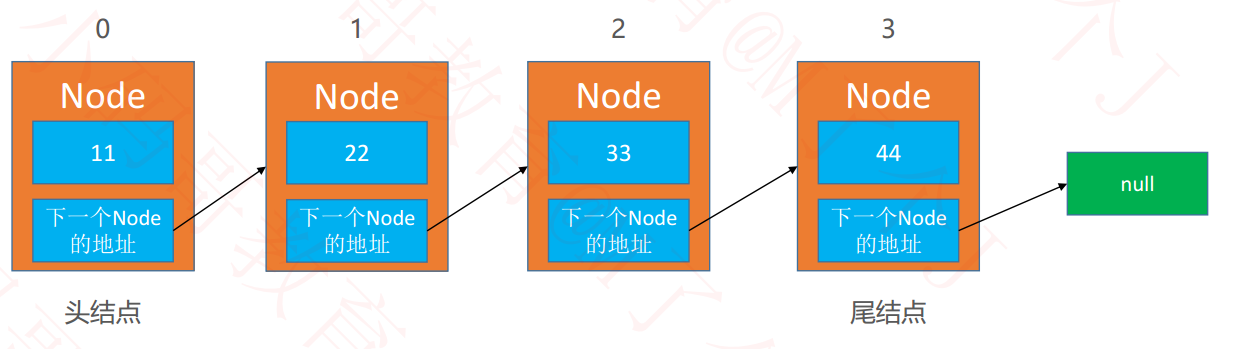 0 1 2 3
Node Node Node Node
11 22 33 44
null
下一个Node 下一个Node 下一个Node 下一个Node
的地址 的地址 的地址 的地址
头结点 尾结点